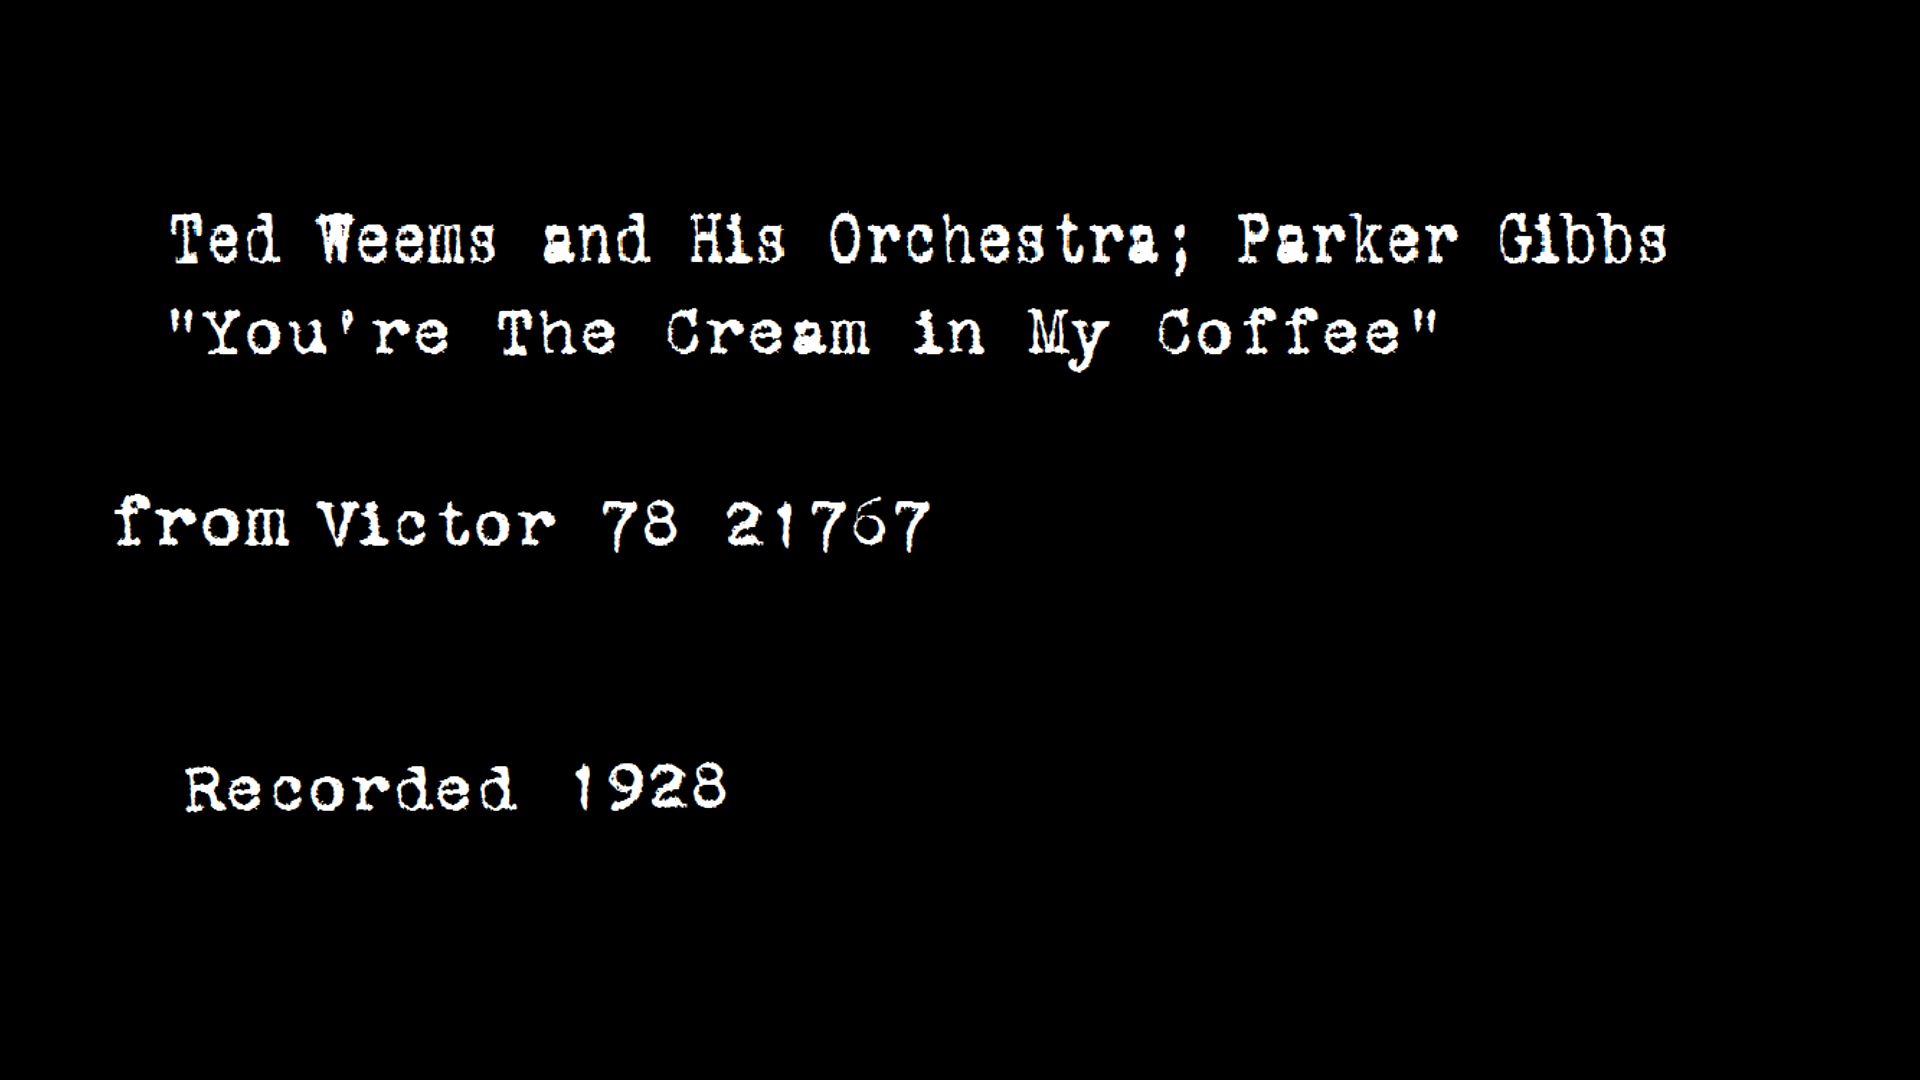 Ted Weems and His Orchestra; Parker Gibbs
"You're The Cream in My Coffee"
from Victor 78 21767
Recorded 1928